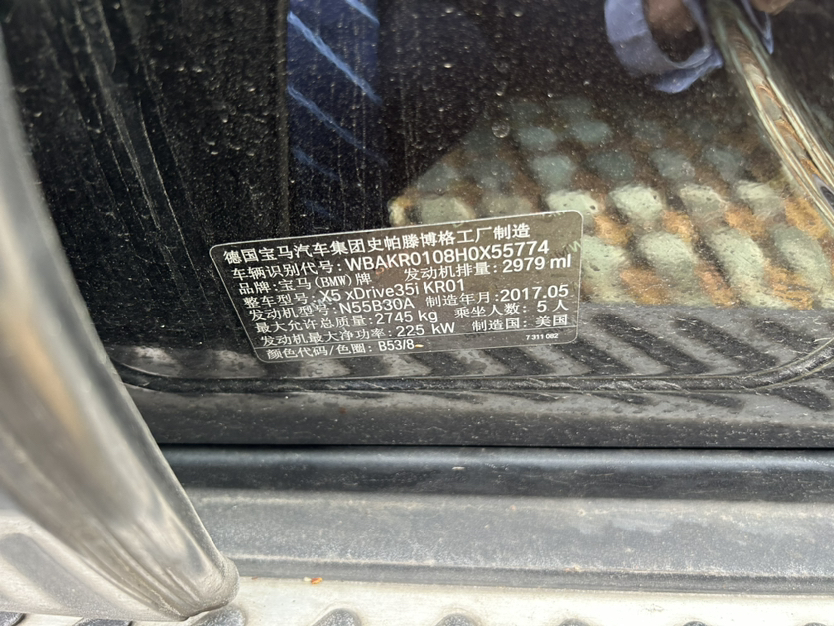 德国宝马汽车集团史帕滕博格工厂制造
车辆识别代号: WBAKR0108H0X55774
品牌: 宝马(BMW)牌 发动机排量: 2979 ml
整车型号: X5 xDrive35i KR01
发动机型号: N55B30A 制造年月: 2017.05
最大允许总质量: 2745 kg 乘坐人数: 5 人
发动机最大净功率: 225 kW 制造国: 美国
颜色代码/色圈: B53/8
7 311 082